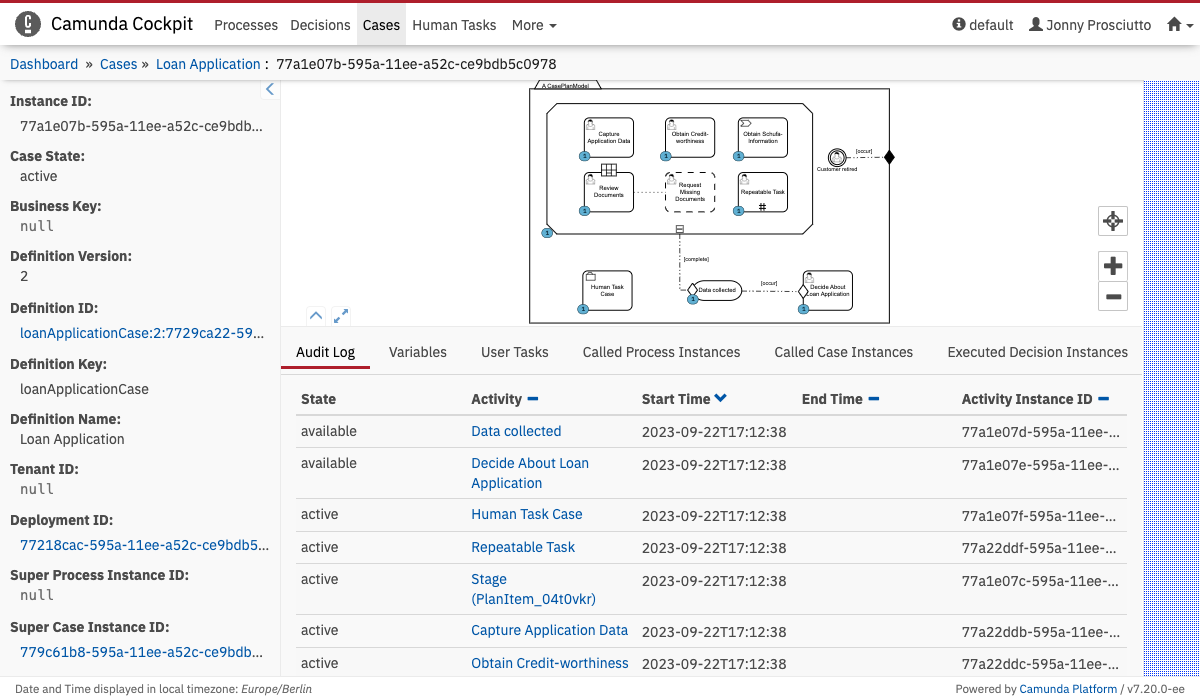 Camunda Cockpit Processes Decisions Cases Human Tasks More default Jonny Prosciutto
Dashboard » Cases » Loan Application : 77a1e07b-595a-11ee-a52c-ce9bdb5c0978
Instance ID:
77a1e07b-595a-11ee-a52c-ce9bdb...
Case State:
active
Business Key:
null
Definition Version:
2
Definition ID:
loanApplicationCase:2:7729ca22-59...
Definition Key:
loanApplicationCase
Definition Name:
Loan Application
Tenant ID:
null
Deployment ID:
77218cac-595a-11ee-a52c-ce9bdb5...
Super Process Instance ID:
null
Super Case Instance ID:
779c61b8-595a-11ee-a52c-ce9bdb...
A CasePlanModel
Capture
Application Data
1
Obtain Credit-
worthiness
1
Obtain Schufa-
Information
1
Review
Documents
1
Request
Missing
Documents
Repeatable Task
1
1
Customer retired
[occur]
[complete]
Human Task
Case
1
Data collected
1
[occur]
Decide About
Loan Application
1
Audit Log Variables User Tasks Called Process Instances Called Case Instances Executed Decision Instances
State Activity Start Time End Time Activity Instance ID
available Data collected 2023-09-22T17:12:38 77a1e07d-595a-11ee-...
available Decide About Loan 2023-09-22T17:12:38 77a1e07e-595a-11ee-...
Application
active Human Task Case 2023-09-22T17:12:38 77a1e07f-595a-11ee-...
active Repeatable Task 2023-09-22T17:12:38 77a22ddf-595a-11ee-...
active Stage 2023-09-22T17:12:38 77a1e07c-595a-11ee-...
(PlanItem_04t0vkr)
active Capture Application Data 2023-09-22T17:12:38 77a22ddb-595a-11ee-...
active Obtain Credit-worthiness 2023-09-22T17:12:38 77a22ddc-595a-11ee-...
Date and Time displayed in local timezone: Europe/Berlin
Powered by Camunda Platform / v7.20.0-ee